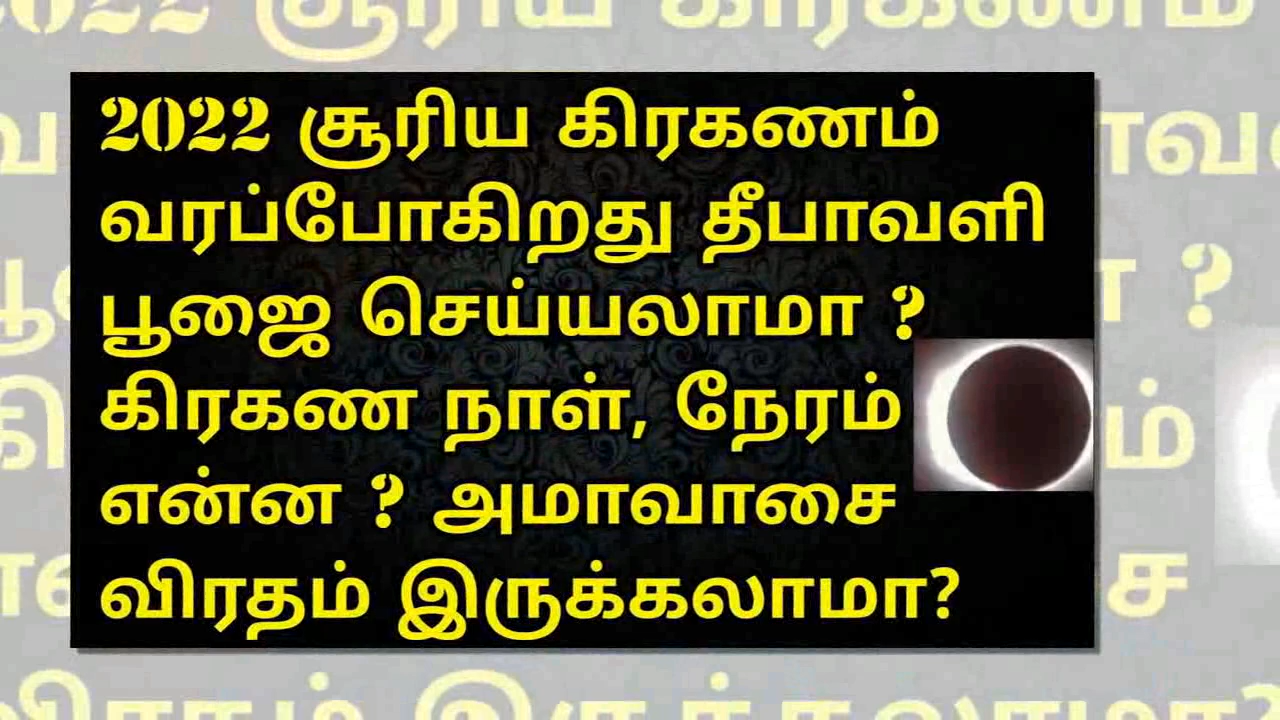 2022 சூரிய கிரகணம்
வரப்போகிறது தீபாவளி
பூஜை செய்யலாமா ?
கிரகண நாள், நேரம்
என்ன ? அமாவாசை
விரதம் இருக்கலாமா?